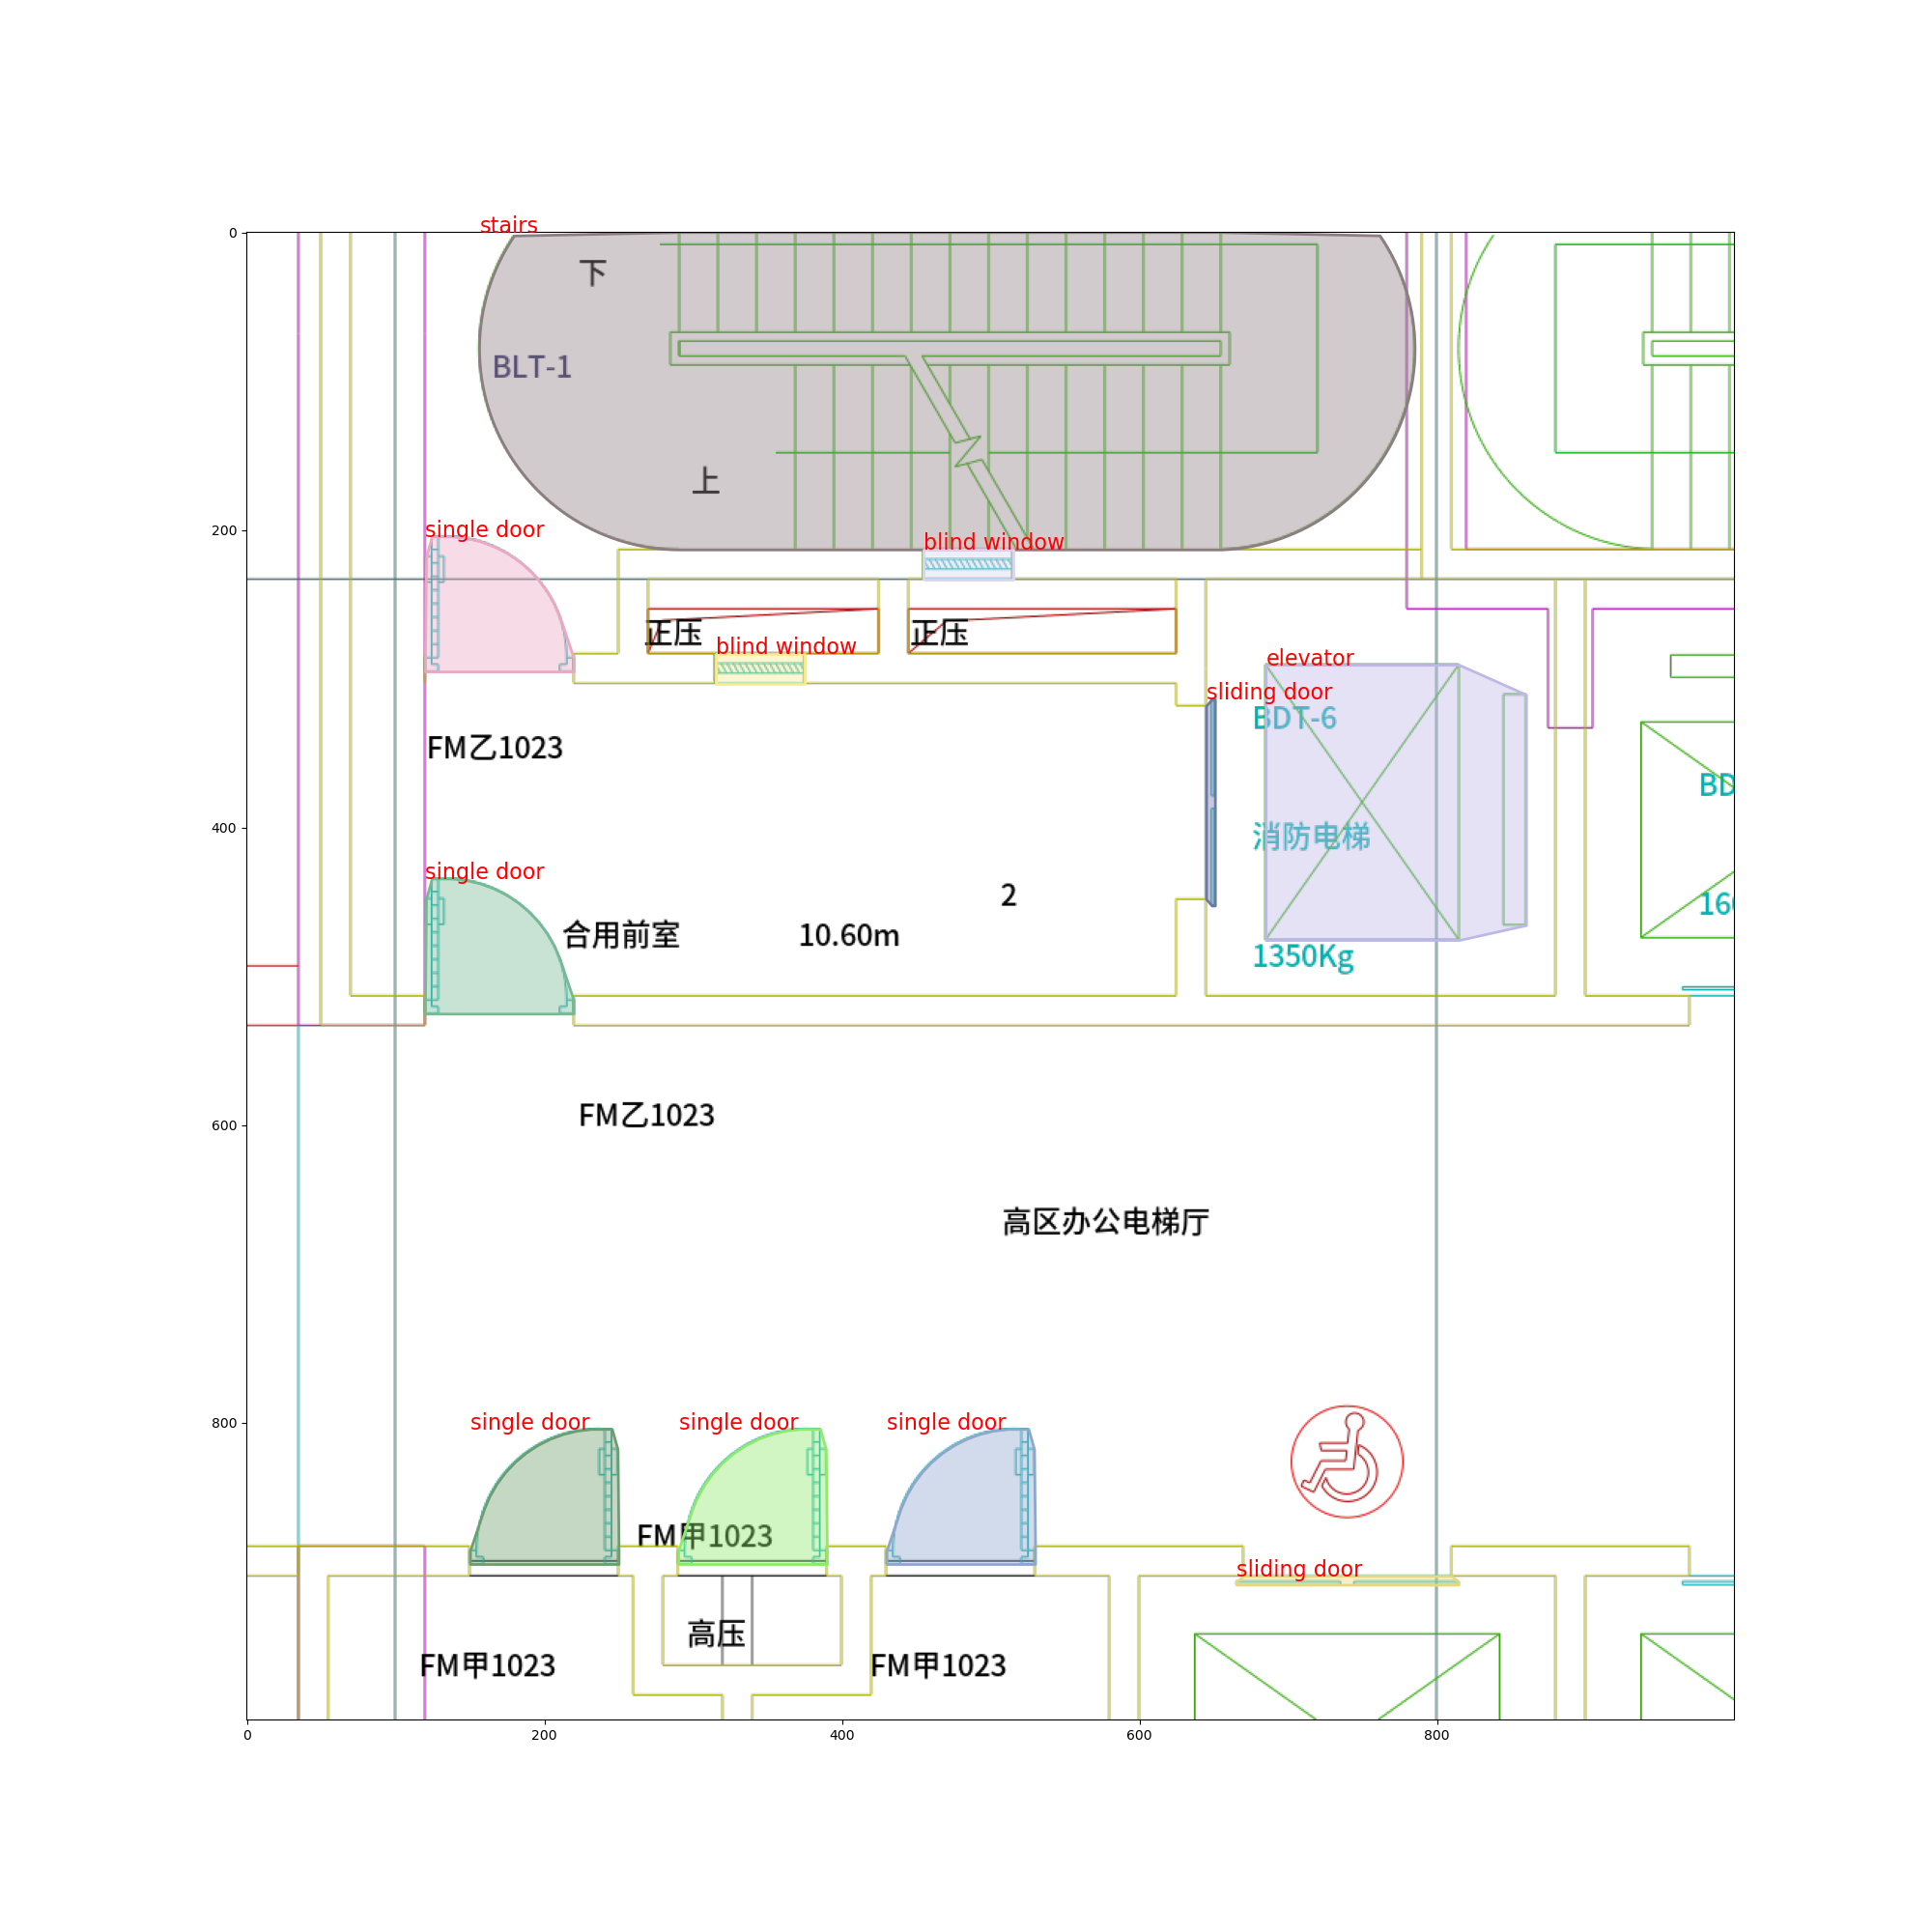 stairs
0
下
BLT-1
上
200
single door
blind window
正压
正压
blind window
elevator
sliding door
BDT-6
FM乙1023
BD
400
消防电梯
single door
2
160
合用前室
10.60m
1350Kg
FM乙1023
600
高区办公电梯厅
800
single door
single door
single door
FM甲1023
sliding door
高压
FM甲1023
FM甲1023
0
200
400
600
800